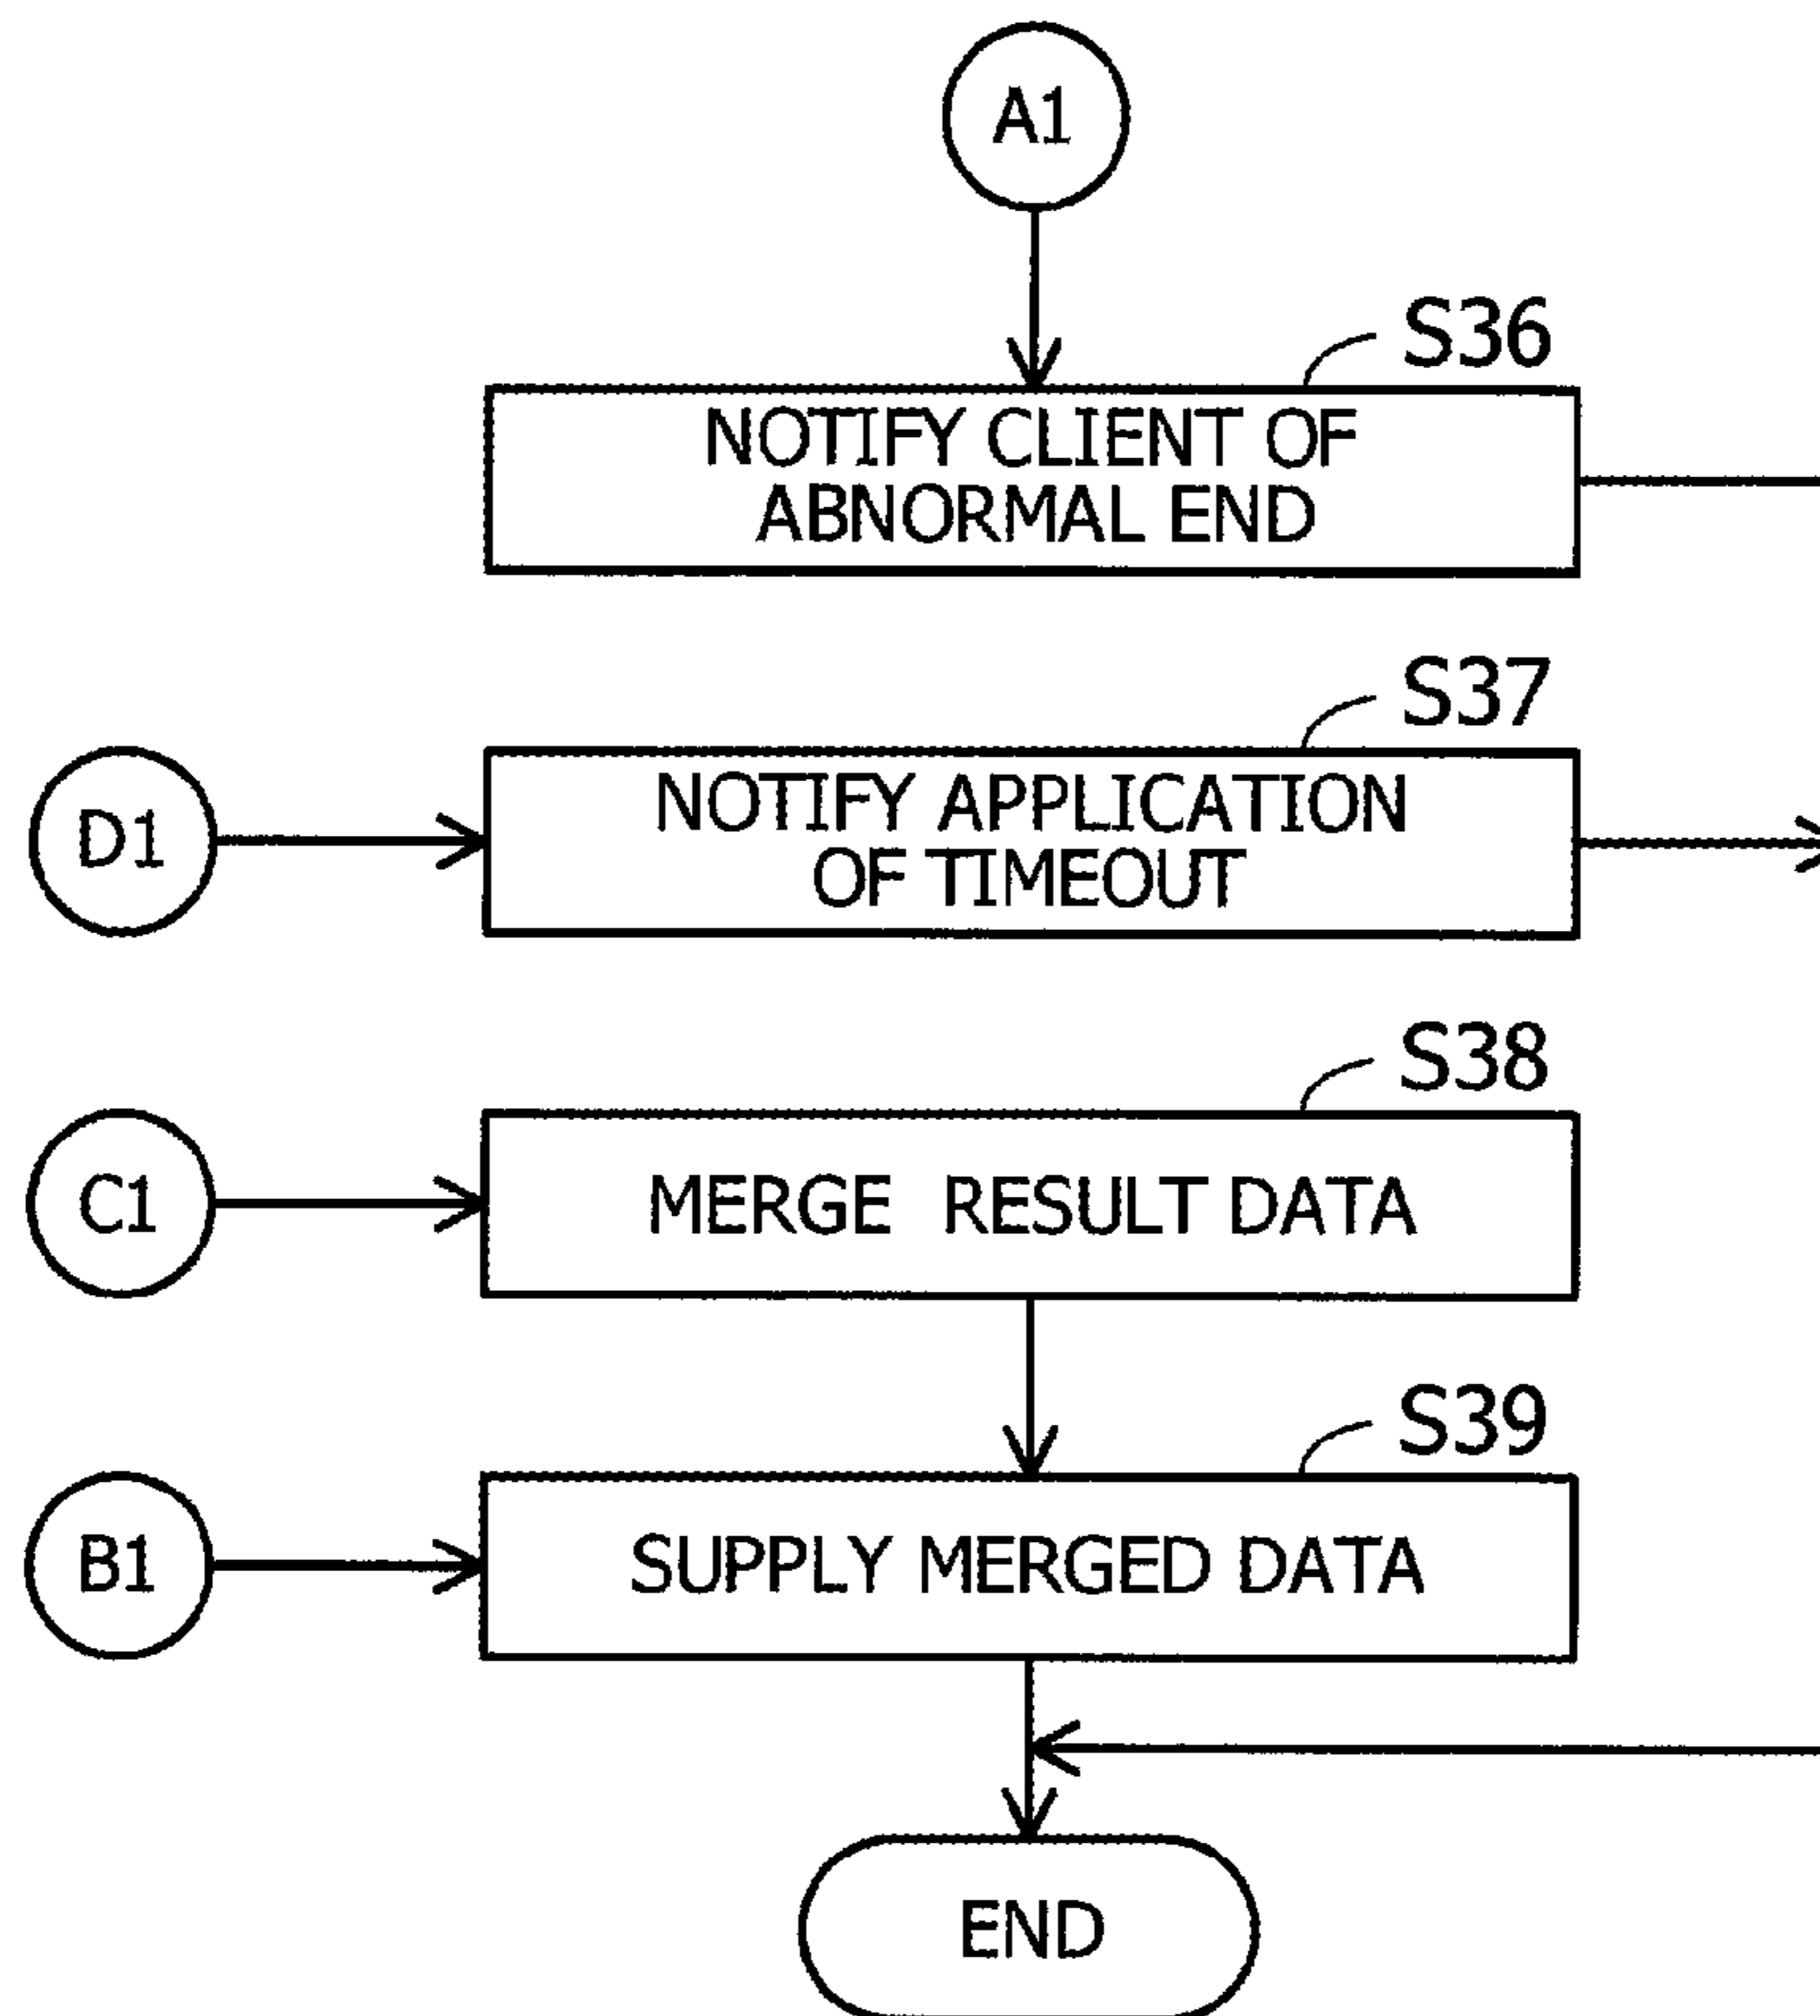 A1
S36
NOTIFY CLIENT OF
ABNORMAL END
S37
D1
NOTIFY APPLICATION
OF TIMEOUT
S38
C1
MERGE RESULT DATA
S39
B1
SUPPLY MERGED DATA
END